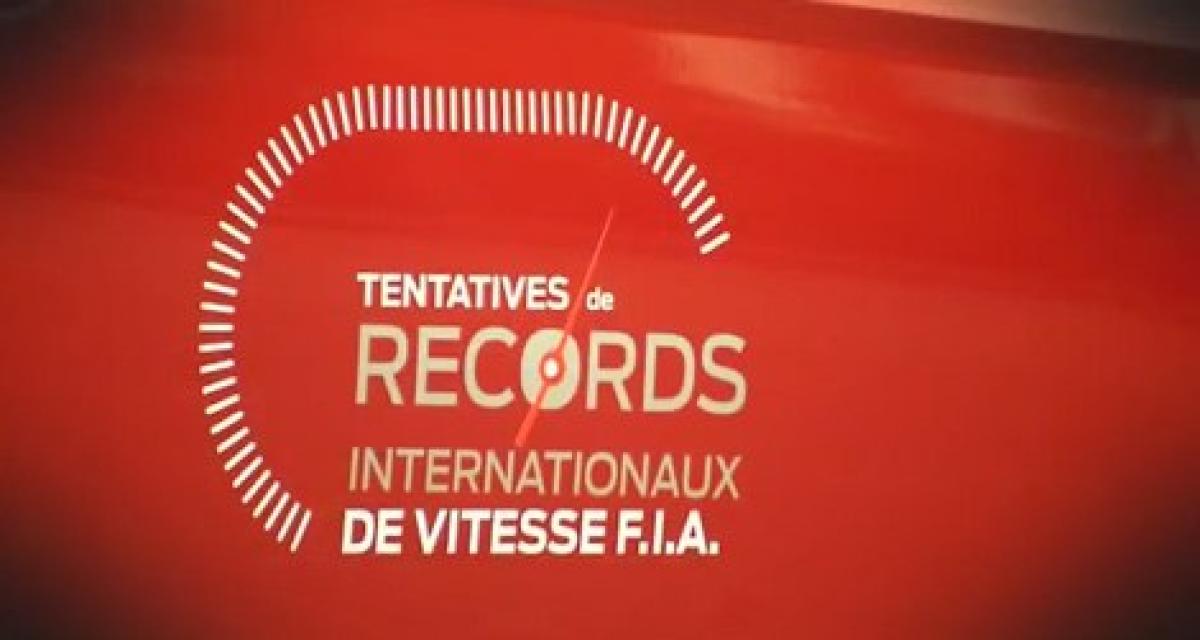 TENTATIVES de
RECORDS
INTERNATIONAUX
DE VITESSE F.I.A.